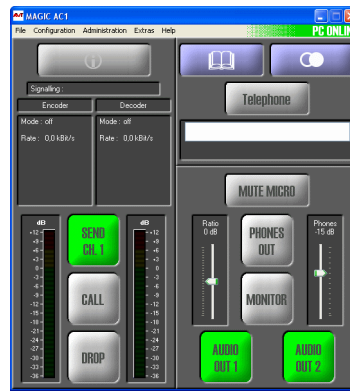 AVT MAGIC AC1
File Configuration Administration Extras Help
PC ONLIN
Signalling :
Encoder Decoder
Mode : off Mode : off
Rate : 0,0 kBit/s Rate : 0,0 kBit/s
Telephone
MUTE MICRO
dB dB
+12 +12
+9 +9
+6 +6
+3 +3
0 0
-3 -3
-6 -6
-9 -9
-12 -12
-15 -15
-18 -18
-21 -21
-24 -24
-27 -27
-30 -30
-33 -33
-36 -36
SEND
CH. 1
CALL
DROP
Ratio
0 dB
PHONES
OUT
Phones
-15 dB
MONITOR
AUDIO
OUT 1
AUDIO
OUT 2